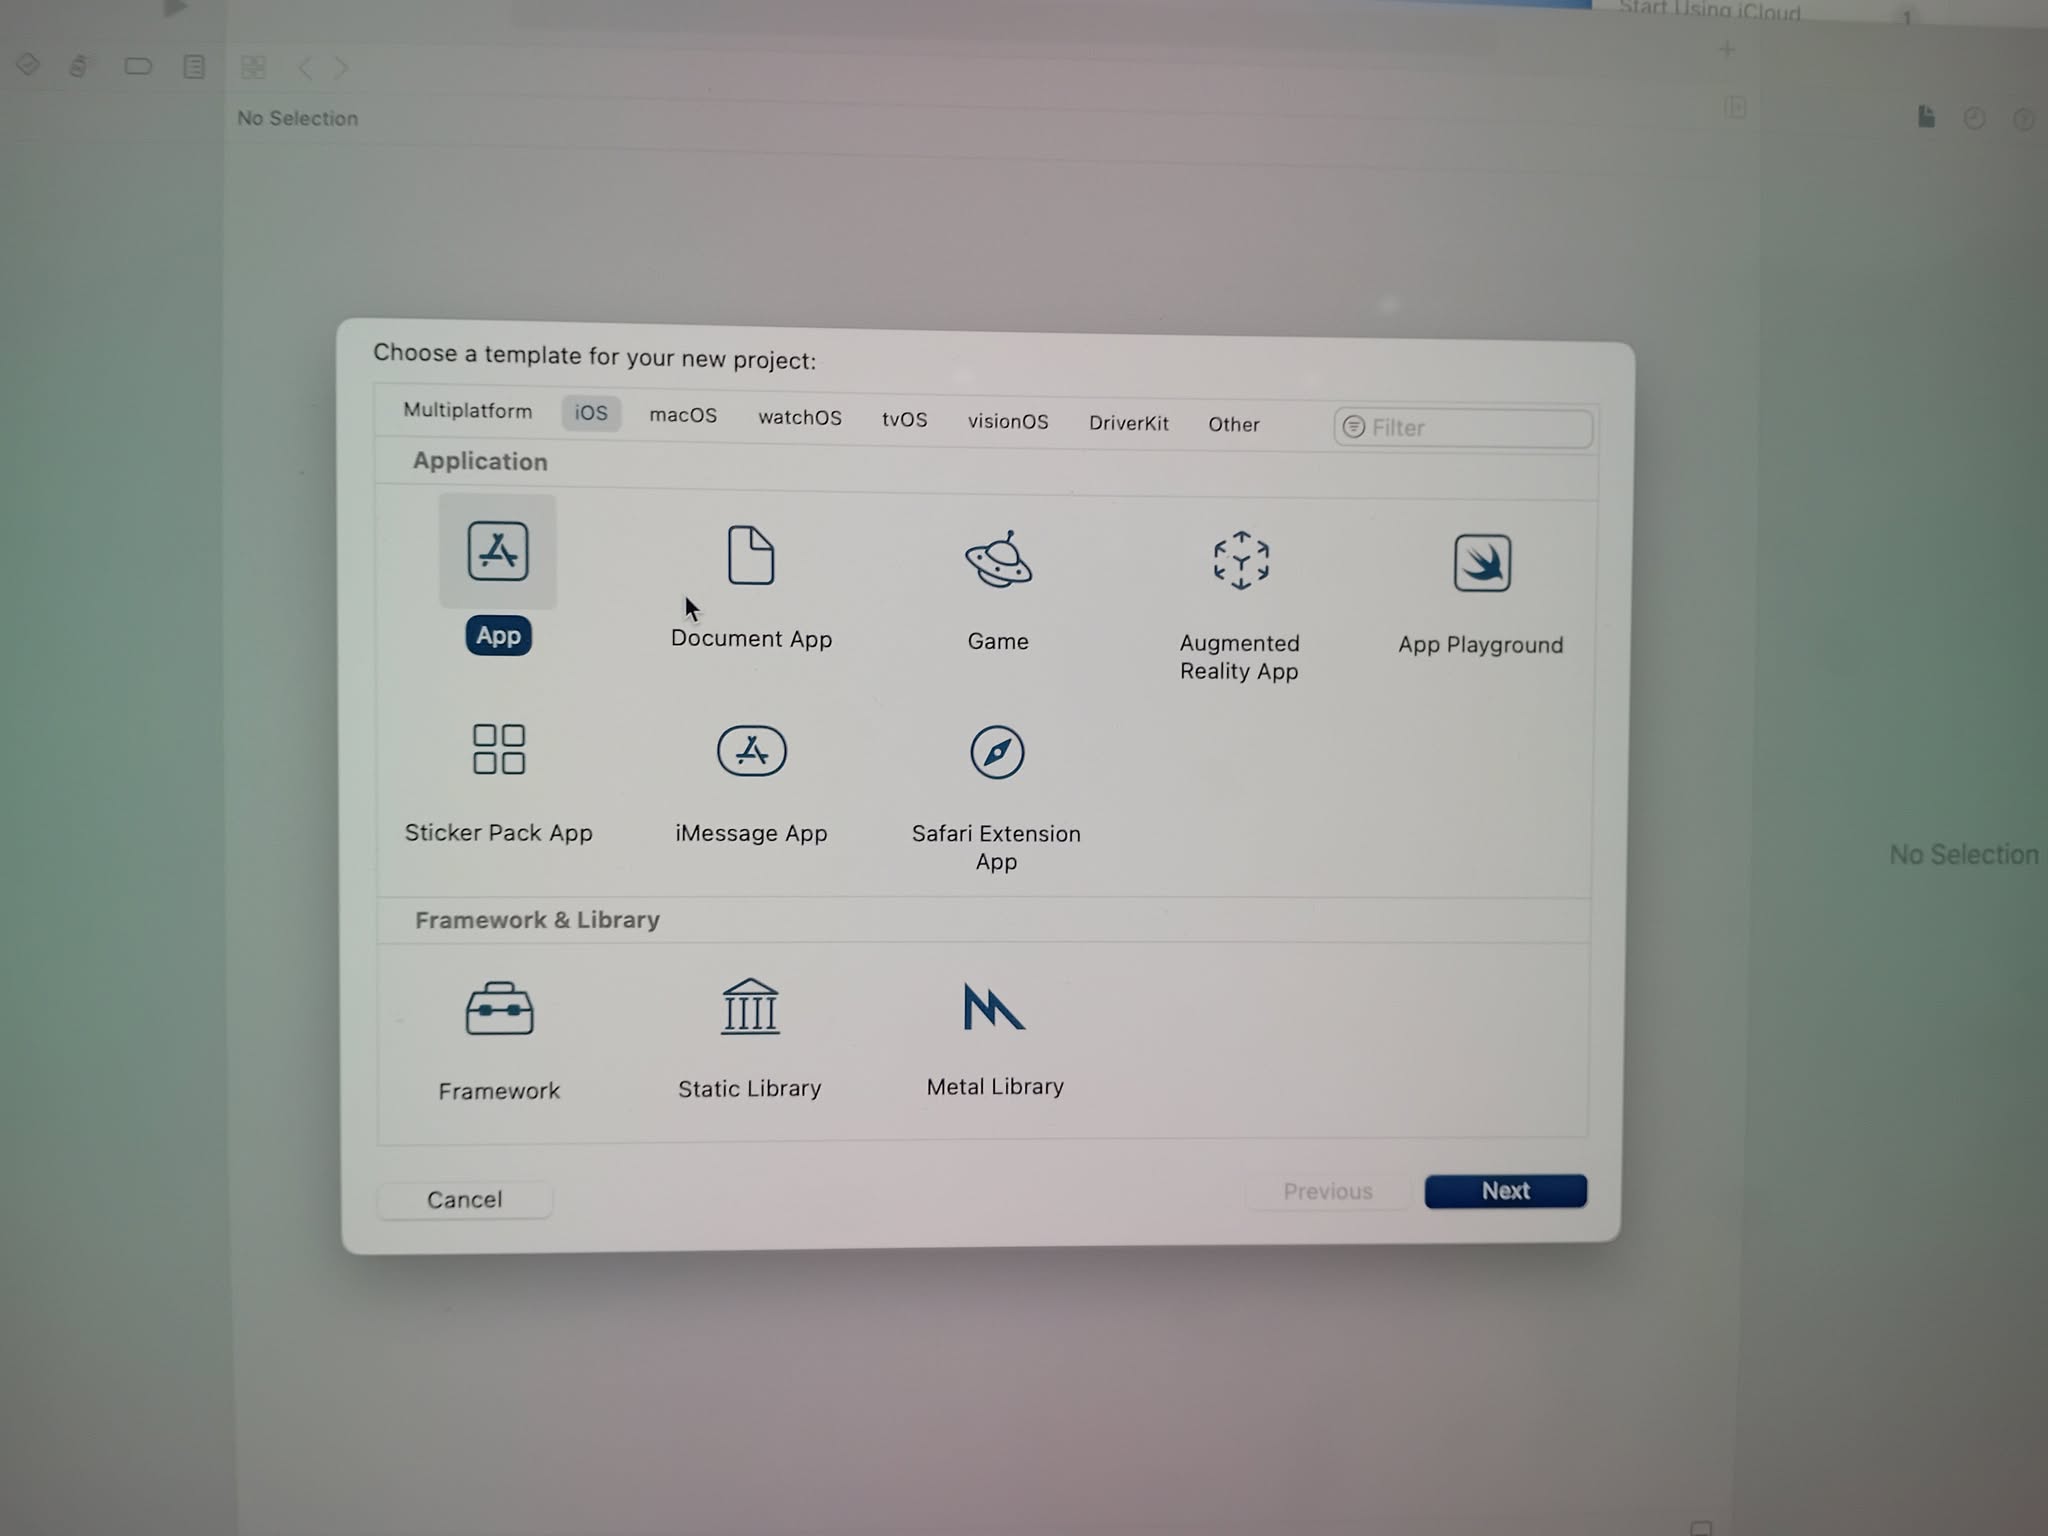 Start Using iCloud
1
No Selection
Choose a template for your new project:
Multiplatform iOS macOS watchOS tvOS visionOS DriverKit Other Filter
Application
App
Document App
Game
Augmented
Reality App
App Playground
Sticker Pack App
iMessage App
Safari Extension
App
No Selection
Framework & Library
Framework
Static Library
Metal Library
Cancel
Previous
Next